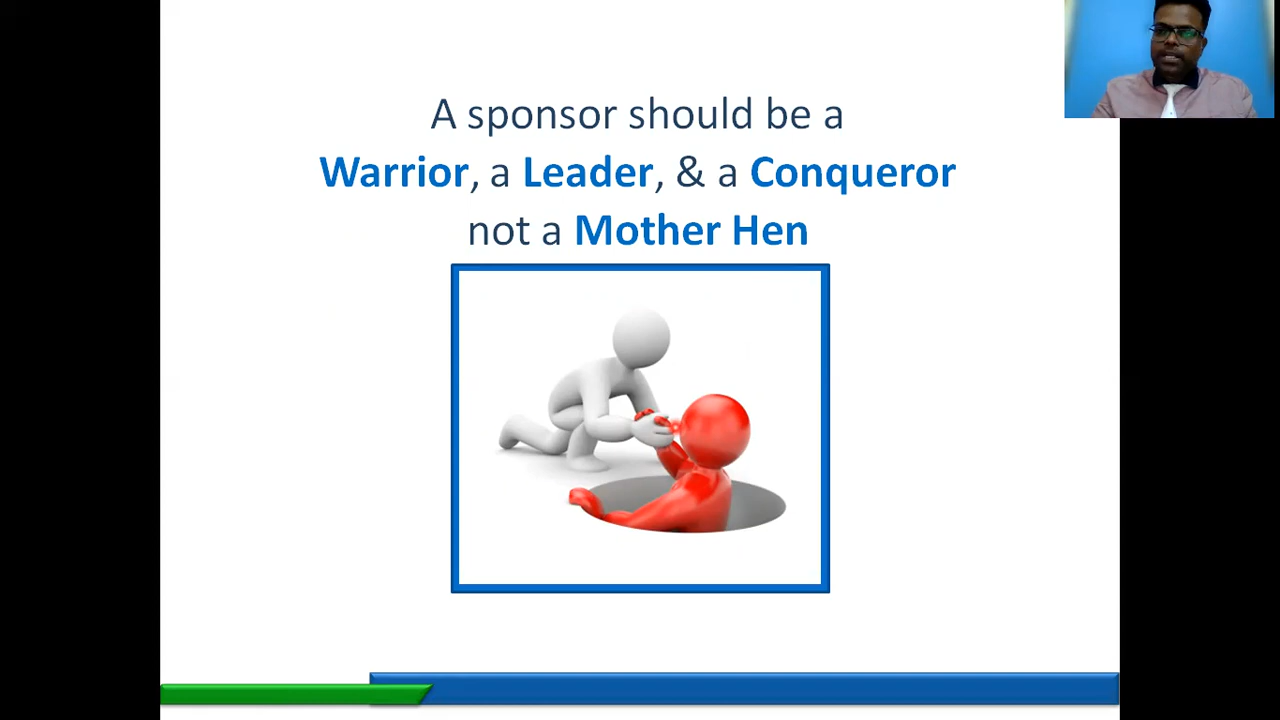 A sponsor should be a
Warrior, a Leader, & a Conqueror
not a Mother Hen